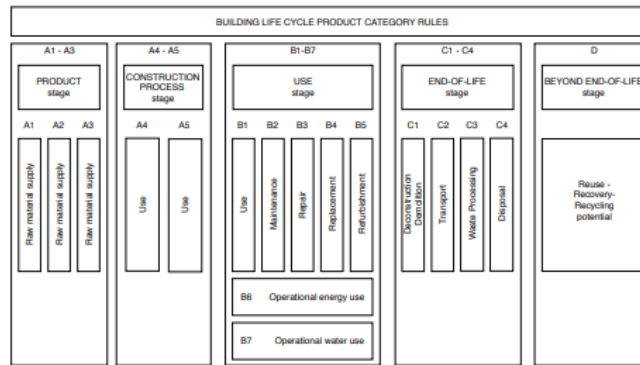 BUILDING LIFE CYCLE PRODUCT CATEGORY RULES
A1 - A3
PRODUCT
stage
A1 A2 A3
Raw material supply
Raw material supply
Raw material supply
A4 - A5
CONSTRUCTION
PROCESS
stage
A4 A5
Use
Use
B1-B7
USE
stage
B1 B2 B3 B4 B5
Use
Maintenance
Repair
Replacement
Refurbishment
B6 Operational energy use
B7 Operational water use
C1 - C4
END-OF-LIFE
stage
C1 C2 C3 C4
Deconstruction
Demolition
Transport
Waste Processing
Disposal
D
BEYOND END-OF-LIFE
stage
Reuse -
Recovery-
Recycling
potential